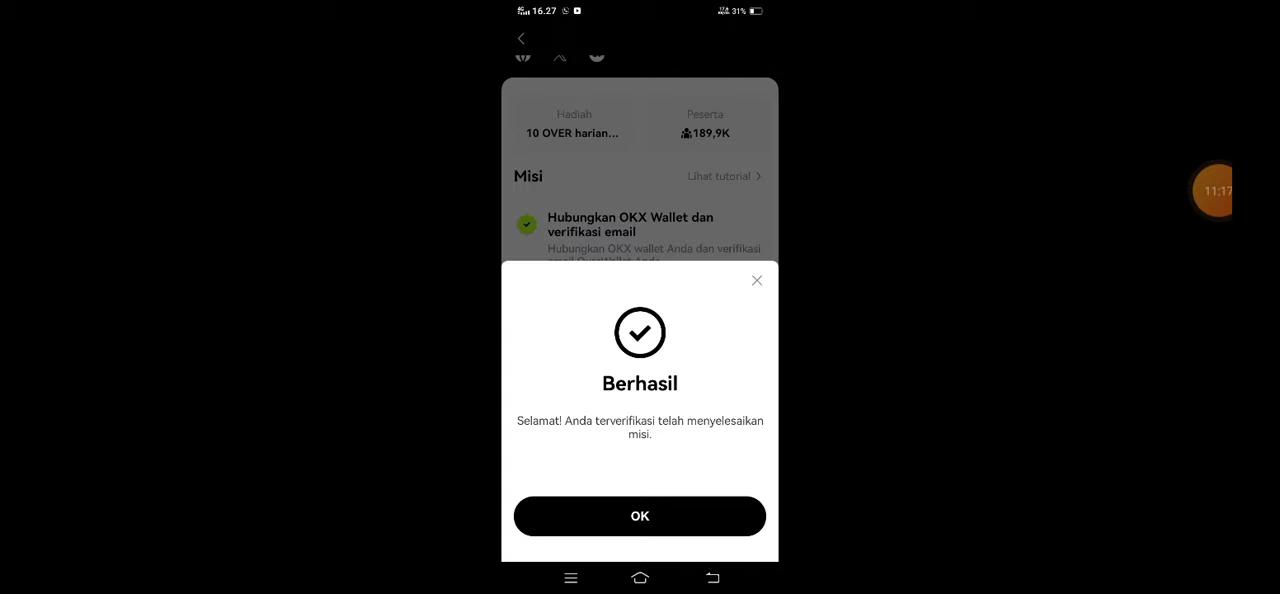 16.27
31%
Hadiah
Peserta
10 OVER harian...
189,9K
Misi
Lihat tutorial
Hubungkan OKX Wallet dan
verifikasi email
Hubungkan OKX wallet Anda dan verifikasi
email OverWallet Anda
11:17
Berhasil
Selamat! Anda terverifikasi telah menyelesaikan
misi.
OK